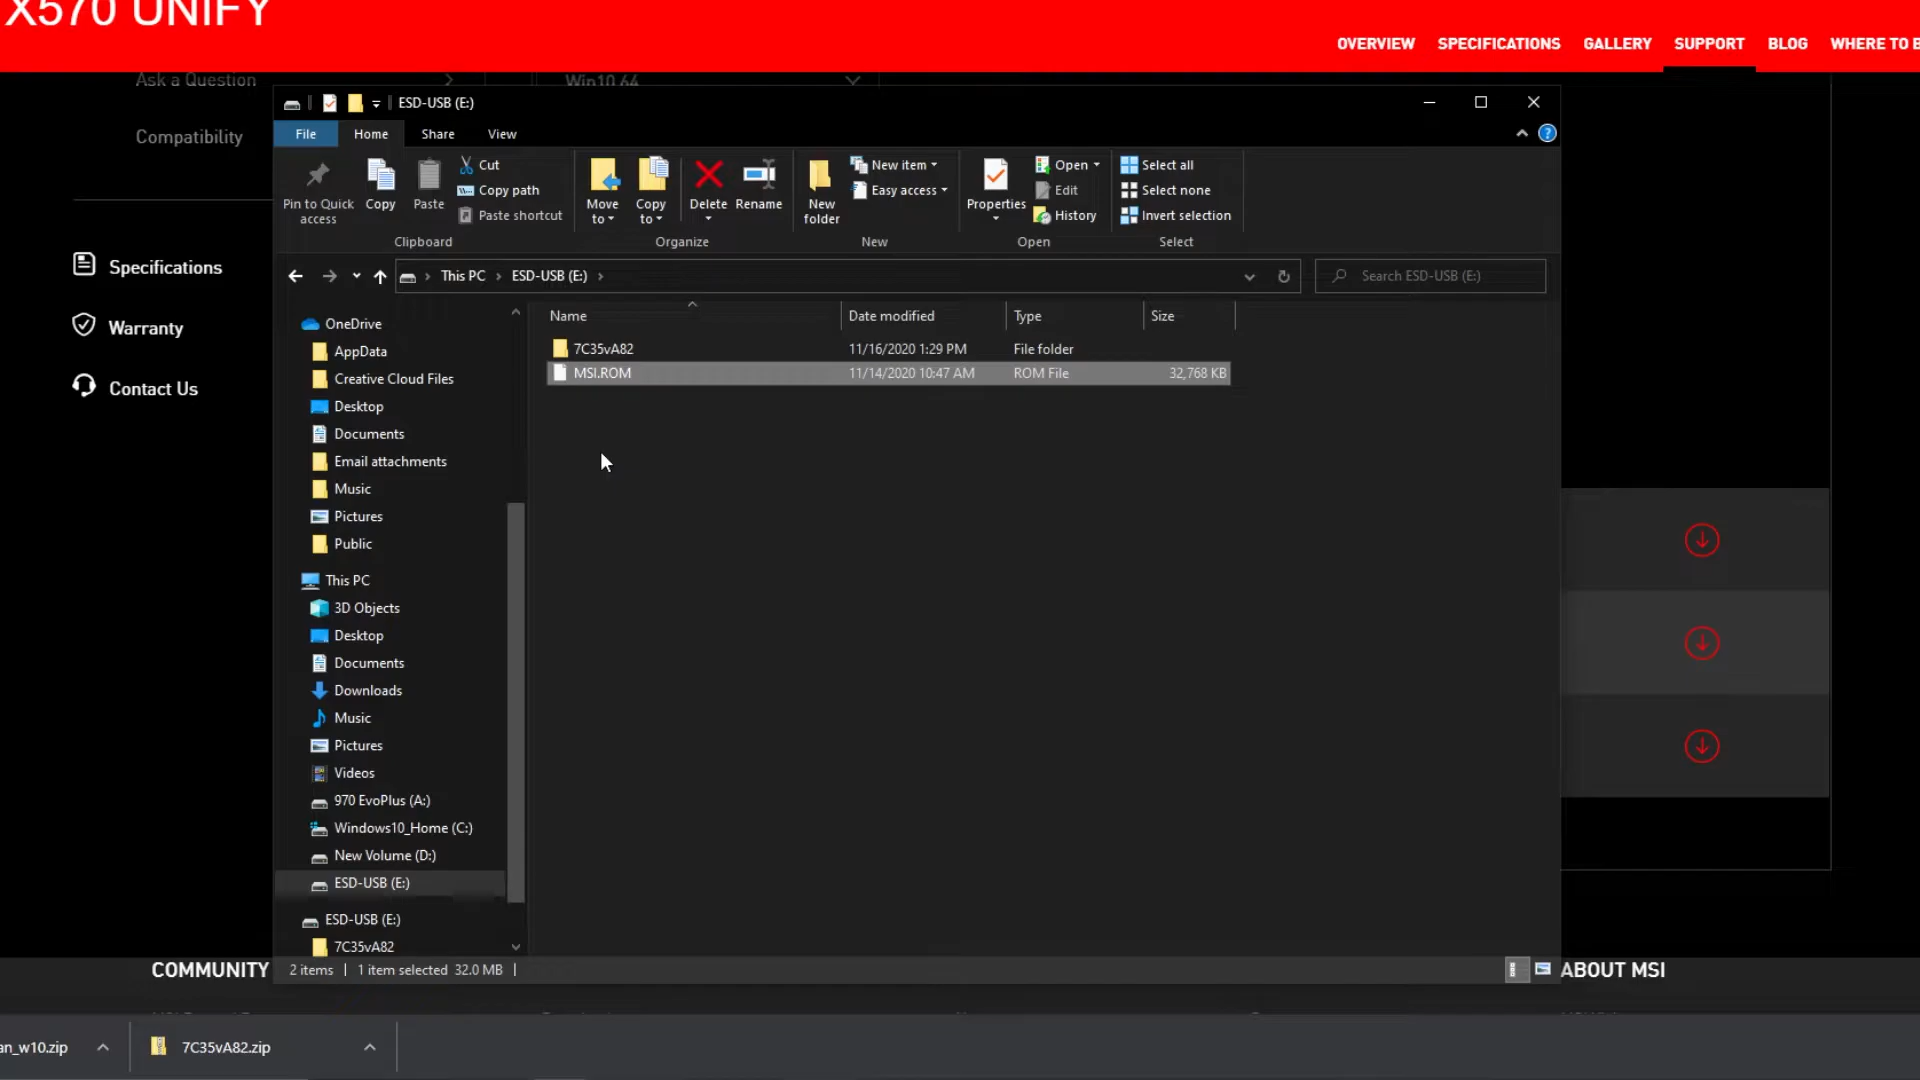 X570 UNIFY
OVERVIEW SPECIFICATIONS GALLERY SUPPORT BLOG WHERE TO B
Ask a Question
Win10 64
Compatibility
Specifications
Warranty
Contact Us
ESD-USB (E:)
File Home Share View
Pin to Quick access
Copy
Paste
Cut
Copy path
Paste shortcut
Clipboard
Move to
Copy to
Delete
Rename
Organize
New folder
New item
Easy access
New
Properties
Open
Edit
History
Open
Select all
Select none
Invert selection
Select
This PC ESD-USB (E:)
Search ESD-USB (E:)
OneDrive
AppData
Creative Cloud Files
Desktop
Documents
Email attachments
Music
Pictures
Public
This PC
3D Objects
Desktop
Documents
Downloads
Music
Pictures
Videos
970 EvoPlus (A:)
Windows10_Home (C:)
New Volume (D:)
ESD-USB (E:)
ESD-USB (E:)
7C35vA82
Name Date modified Type Size
7C35vA82 11/16/2020 1:29 PM File folder
MSI.ROM 11/14/2020 10:47 AM ROM File 32,768 KB
2 items 1 item selected 32.0 MB
COMMUNITY
ABOUT MSI
an_w10.zip
7C35vA82.zip